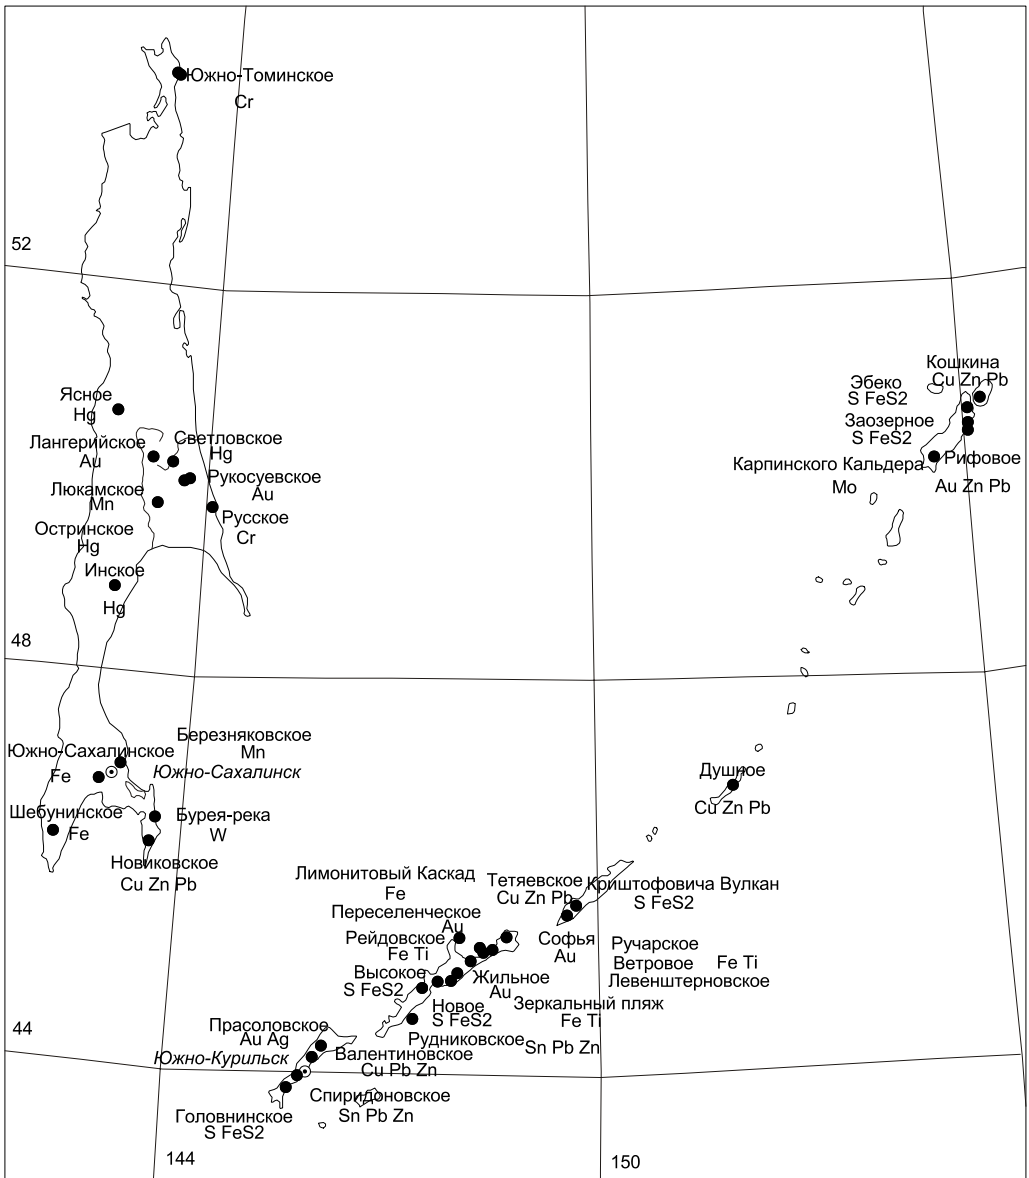 Южно-Томинское
Cr
52
Кошкина
Cu Zn Pb
Эбеко
S FeS2
Заозерное
S FeS2
Карпинского Кальдера
Mo
Рифовое
Au Zn Pb
Ясное
Hg
Лангерийское
Au
Светловское
Hg
Рукосуевское
Au
Люкамское
Mn
Русское
Cr
Остринское
Hg
Инское
Hg
48
Березняковское
Mn
Южно-Сахалинское
Fe
Южно-Сахалинск
Шебунинское
Fe
Бурея-река
W
Новиковское
Cu Zn Pb
Душное
Cu Zn Pb
Лимонитовый Каскад
Fe
Тетяевское
Cu Zn Pb
Криштофовича Вулкан
S FeS2
Переселенческое
Au
Рейдовское
Fe Ti
Софья
Au
Ручарское
Ветровое Fe Ti
Левенштерновское
Высокое
S FeS2
Жильное
Au
Зеркальный пляж
Fe Ti
Новое
S FeS2
Рудниковское
Sn Pb Zn
44
Прасоловское
Au Ag
Южно-Курильск
Валентиновское
Cu Pb Zn
Спиридоновское
Sn Pb Zn
Головнинское
S FeS2
144
150